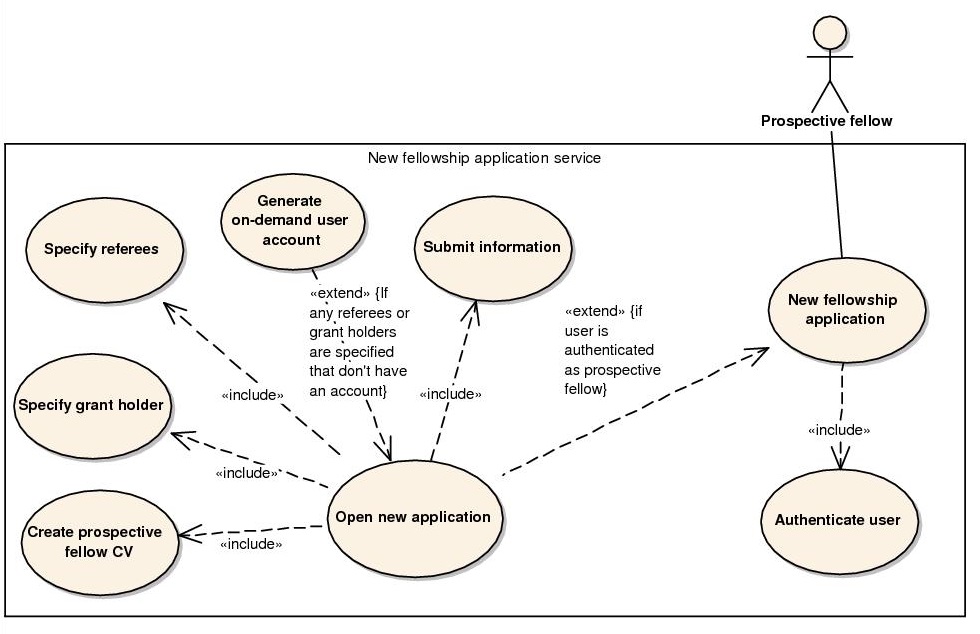 Prospective fellow
New fellowship application service
Generate
on-demand user
account
Specify referees
Submit information
«extend» {If
any referees or
grant holders
are specified
that don't have
an account}
«extend» {if
user is
authenticated
as prospective
fellow}
New fellowship
application
«include»
«include»
Specify grant holder
«include»
«include»
Open new application
Create prospective
fellow CV
«include»
Authenticate user